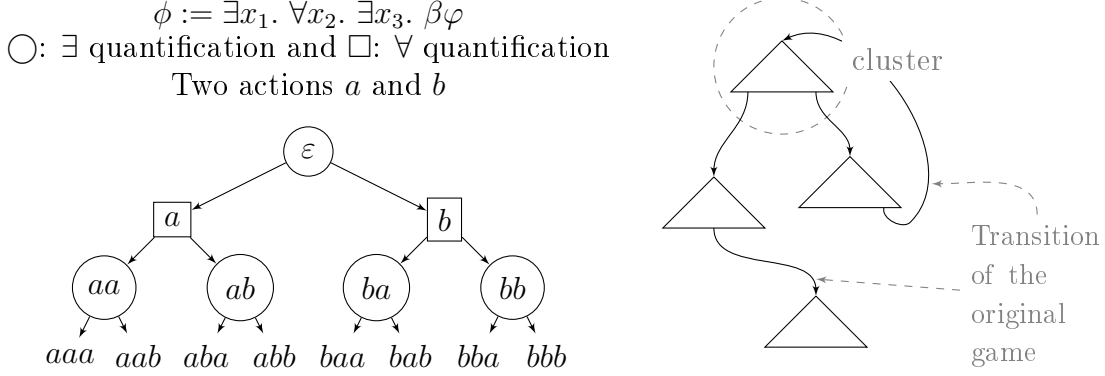 ϕ := ∃x₁. ∀x₂. ∃x₃. βφ
◯: ∃ quantification and □: ∀ quantification
Two actions a and b
ε
a b
aa ab ba bb
aaa aab aba abb baa bab bba bbb
cluster
Transition
of the
original
game